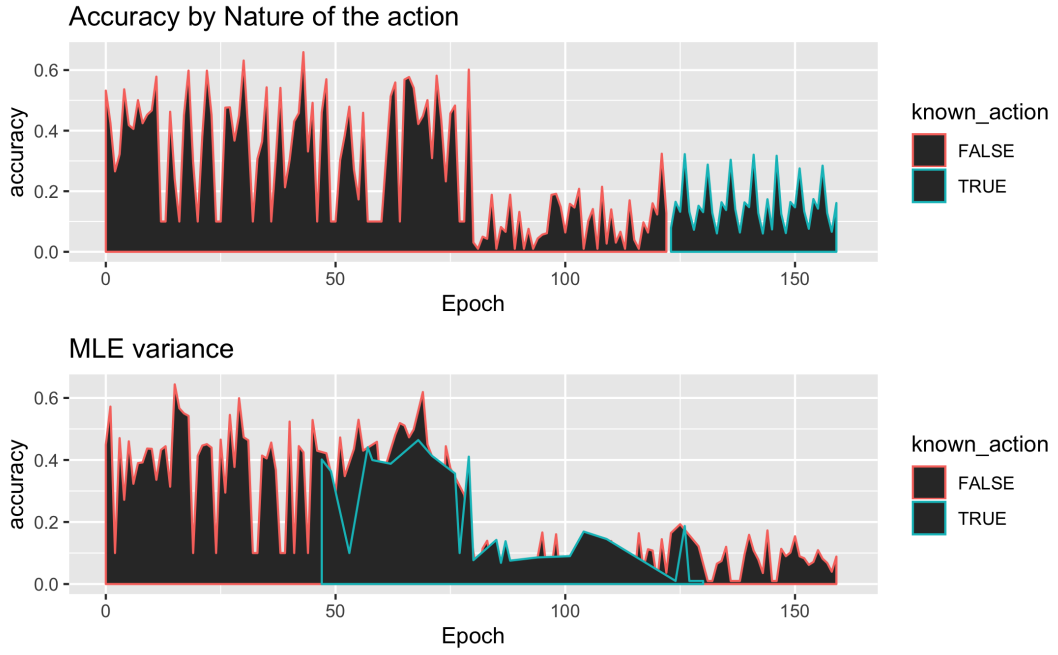 Accuracy by Nature of the action
accuracy
0.6
0.4
0.2
0.0
0
50
100
150
Epoch
known_action
FALSE
TRUE
MLE variance
accuracy
0.6
0.4
0.2
0.0
0
50
100
150
Epoch
known_action
FALSE
TRUE